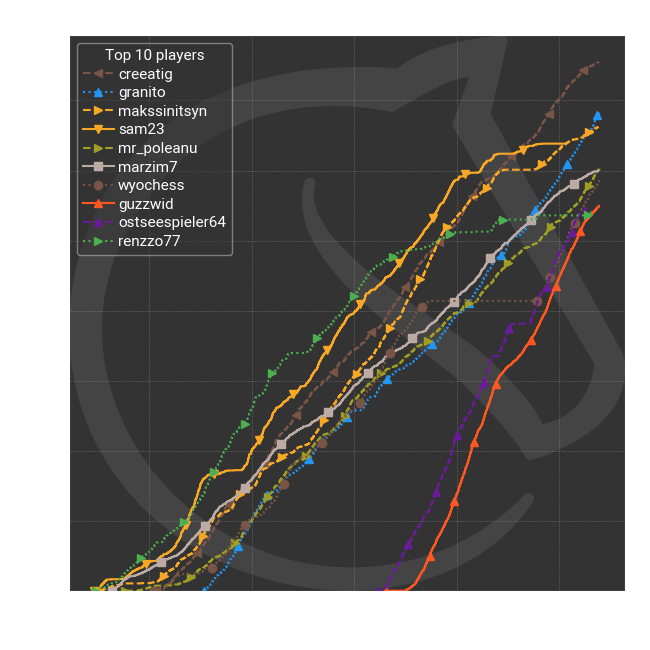 Top 10 players
creeatig
granito
makssinitsyn
sam23
mr_poleanu
marzim7
wyochess
guzzwid
ostseespieler64
renzzo77